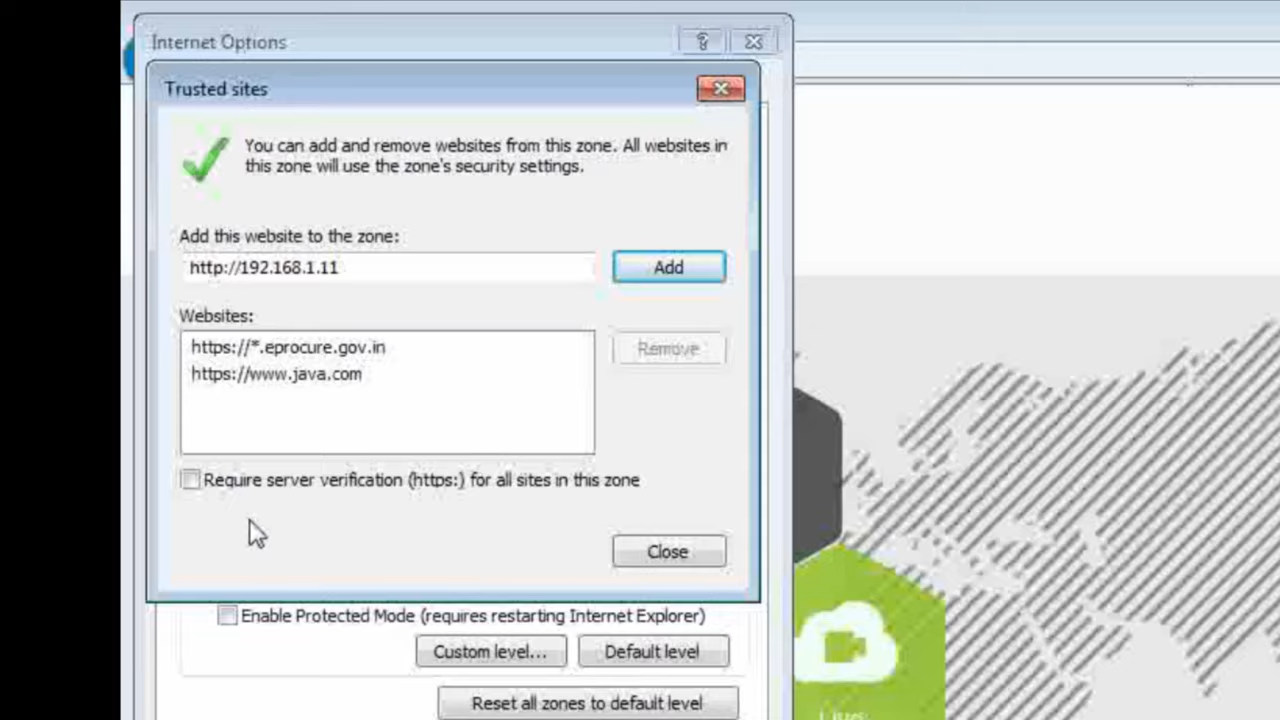 Internet Options
Trusted sites
You can add and remove websites from this zone. All websites in
this zone will use the zone's security settings.
Add this website to the zone:
http://192.168.1.11
Add
Websites:
https://*.eprocure.gov.in
https://www.java.com
Remove
Require server verification (https:) for all sites in this zone
Close
Enable Protected Mode (requires restarting Internet Explorer)
Custom level...
Default level
Reset all zones to default level